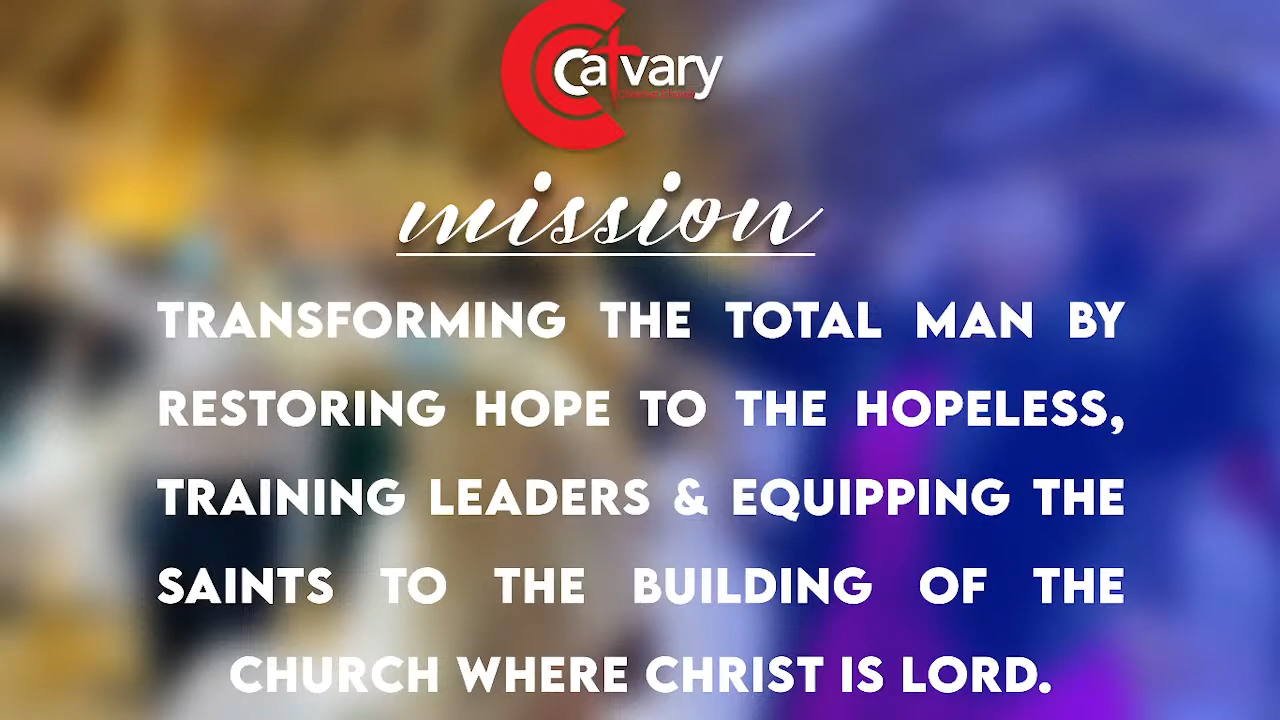 Calvary
mission
TRANSFORMING THE TOTAL MAN BY
RESTORING HOPE TO THE HOPELESS,
TRAINING LEADERS & EQUIPPING THE
SAINTS TO THE BUILDING OF THE
CHURCH WHERE CHRIST IS LORD.